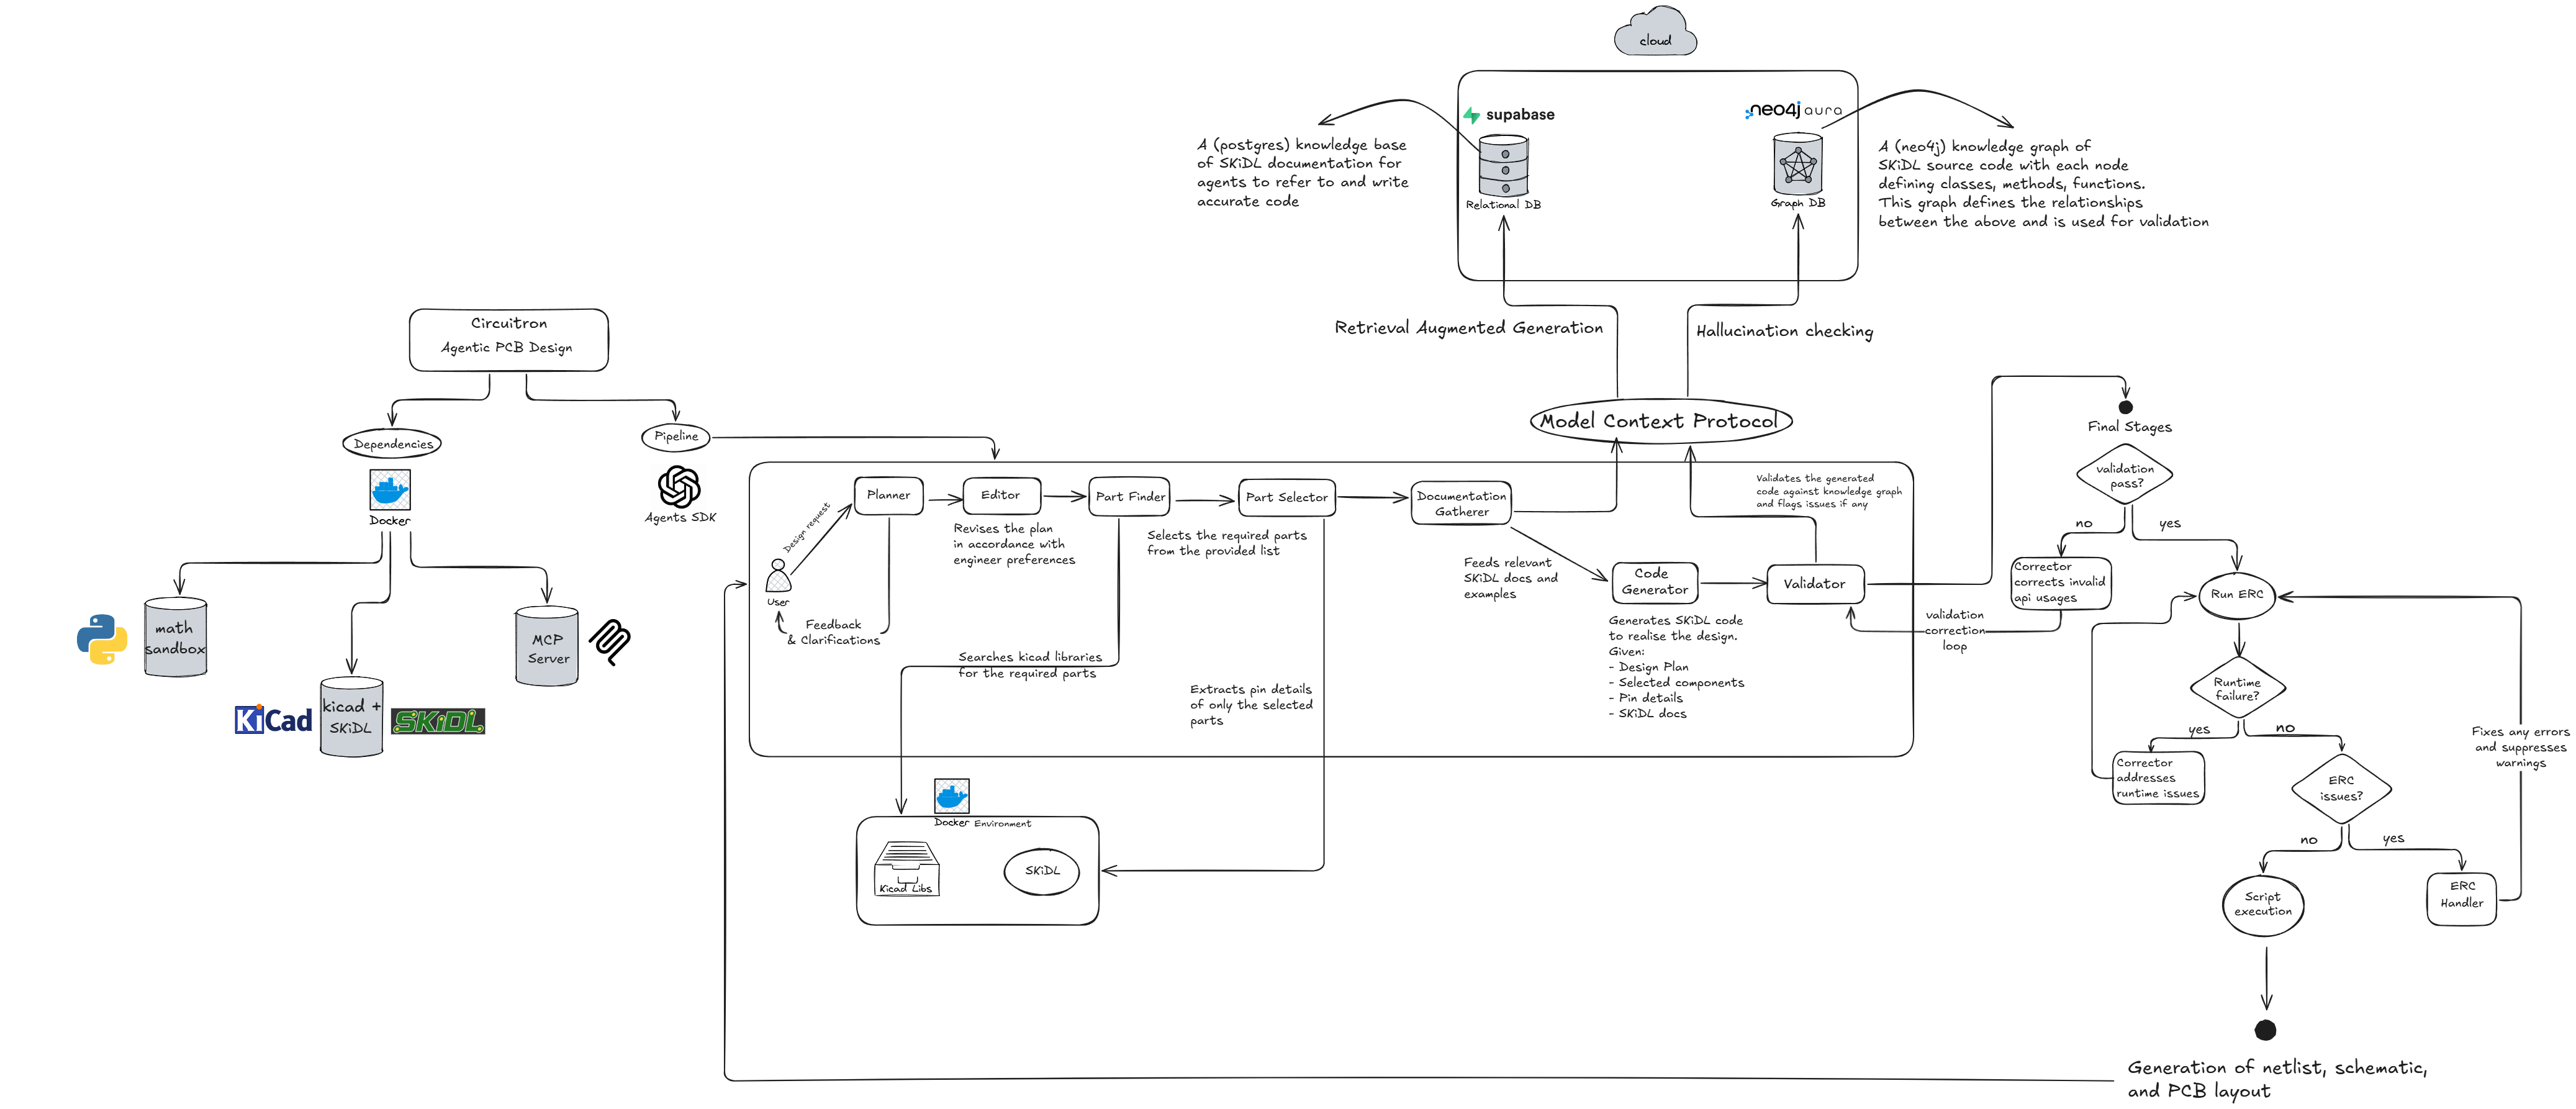 cloud
supabase
neo4j aura
A (postgres) knowledge base
of SKiDL documentation for
agents to refer to and write
accurate code
Relational DB
Graph DB
A (neo4j) knowledge graph of
SKiDL source code with each node
defining classes, methods, functions.
This graph defines the relationships
between the above and is used for validation
Retrieval Augmented Generation
Hallucination checking
Model Context Protocol
Circuitron
Agentic PCB Design
Dependencies
Docker
Pipeline
Agents SDK
math
sandbox
KiCad
kicad +
SKiDL
SKiDL
MCP
Server
User
Design request
Planner
Feedback
& Clarifications
Editor
Revises the plan
in accordance with
engineer preferences
Part Finder
Searches kicad libraries
for the required parts
Part Selector
Selects the required parts
from the provided list
Extracts pin details
of only the selected
parts
Documentation
Gatherer
Feeds relevant
SKiDL docs and
examples
Code
Generator
Generates SKiDL code
to realise the design.
Given:
- Design Plan
- Selected components
- Pin details
- SKiDL docs
Validator
Validates the generated
code against knowledge graph
and flags issues if any
Docker Environment
Kicad Libs
SKiDL
Final Stages
validation
pass?
no
yes
Corrector
corrects invalid
api usages
validation
correction
loop
Run ERC
Runtime
failure?
yes
no
Corrector
addresses
runtime issues
ERC
issues?
no
yes
Script
execution
ERC
Handler
Fixes any errors
and suppresses
warnings
Generation of netlist, schematic,
and PCB layout